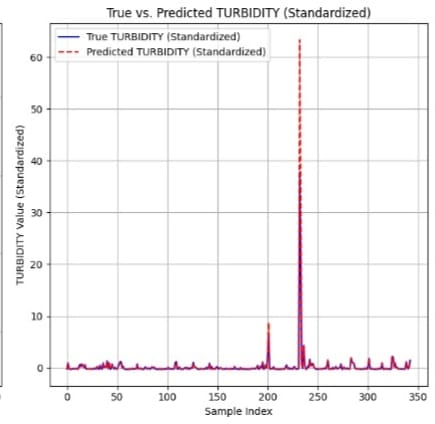 True vs. Predicted TURBIDITY (Standardized)
True TURBIDITY (Standardized)
Predicted TURBIDITY (Standardized)
TURBIDITY Value (Standardized)
60
50
40
30
20
10
0
0 50 100 150 200 250 300 350
Sample Index